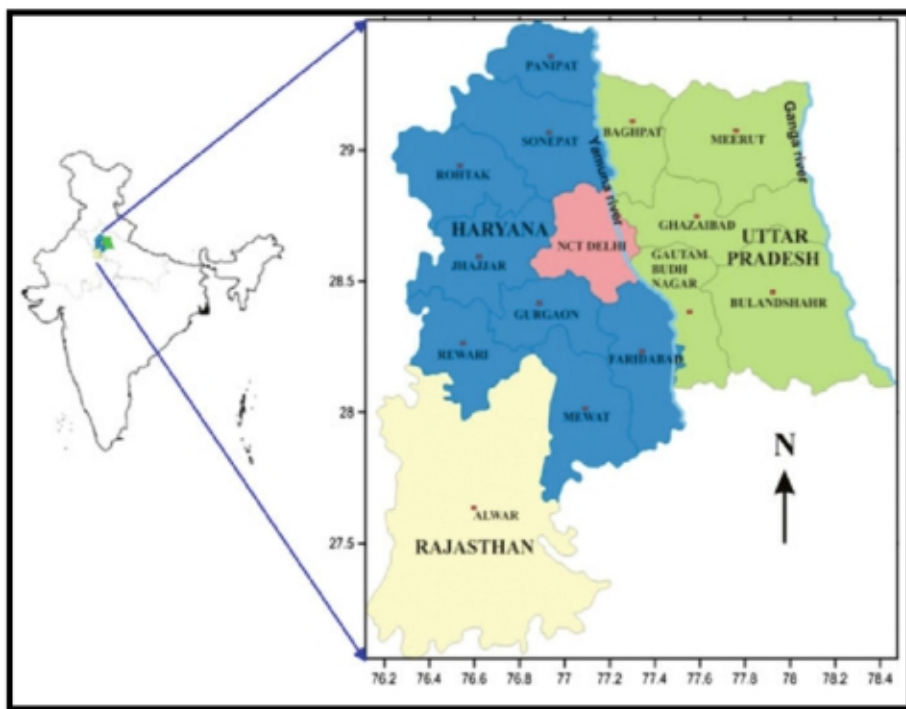 PANIPAT
BAGHPAT
MEERUT
Ganga river
SONEPAT
Yamuna river
ROHTAK
GHAZAIBAD
HARYANA
NCT DELHI
UTTAR
PRADESH
GAUTAM
BUDH
NAGAR
JHAJJAR
GURGAON
BULANDSHAHR
REWARI
FARIDABAD
MEWAT
ALWAR
RAJASTHAN
N
29
28.5
28
27.5
76.2 76.4 76.6 76.8 77 77.2 77.4 77.6 77.8 78 78.2 78.4